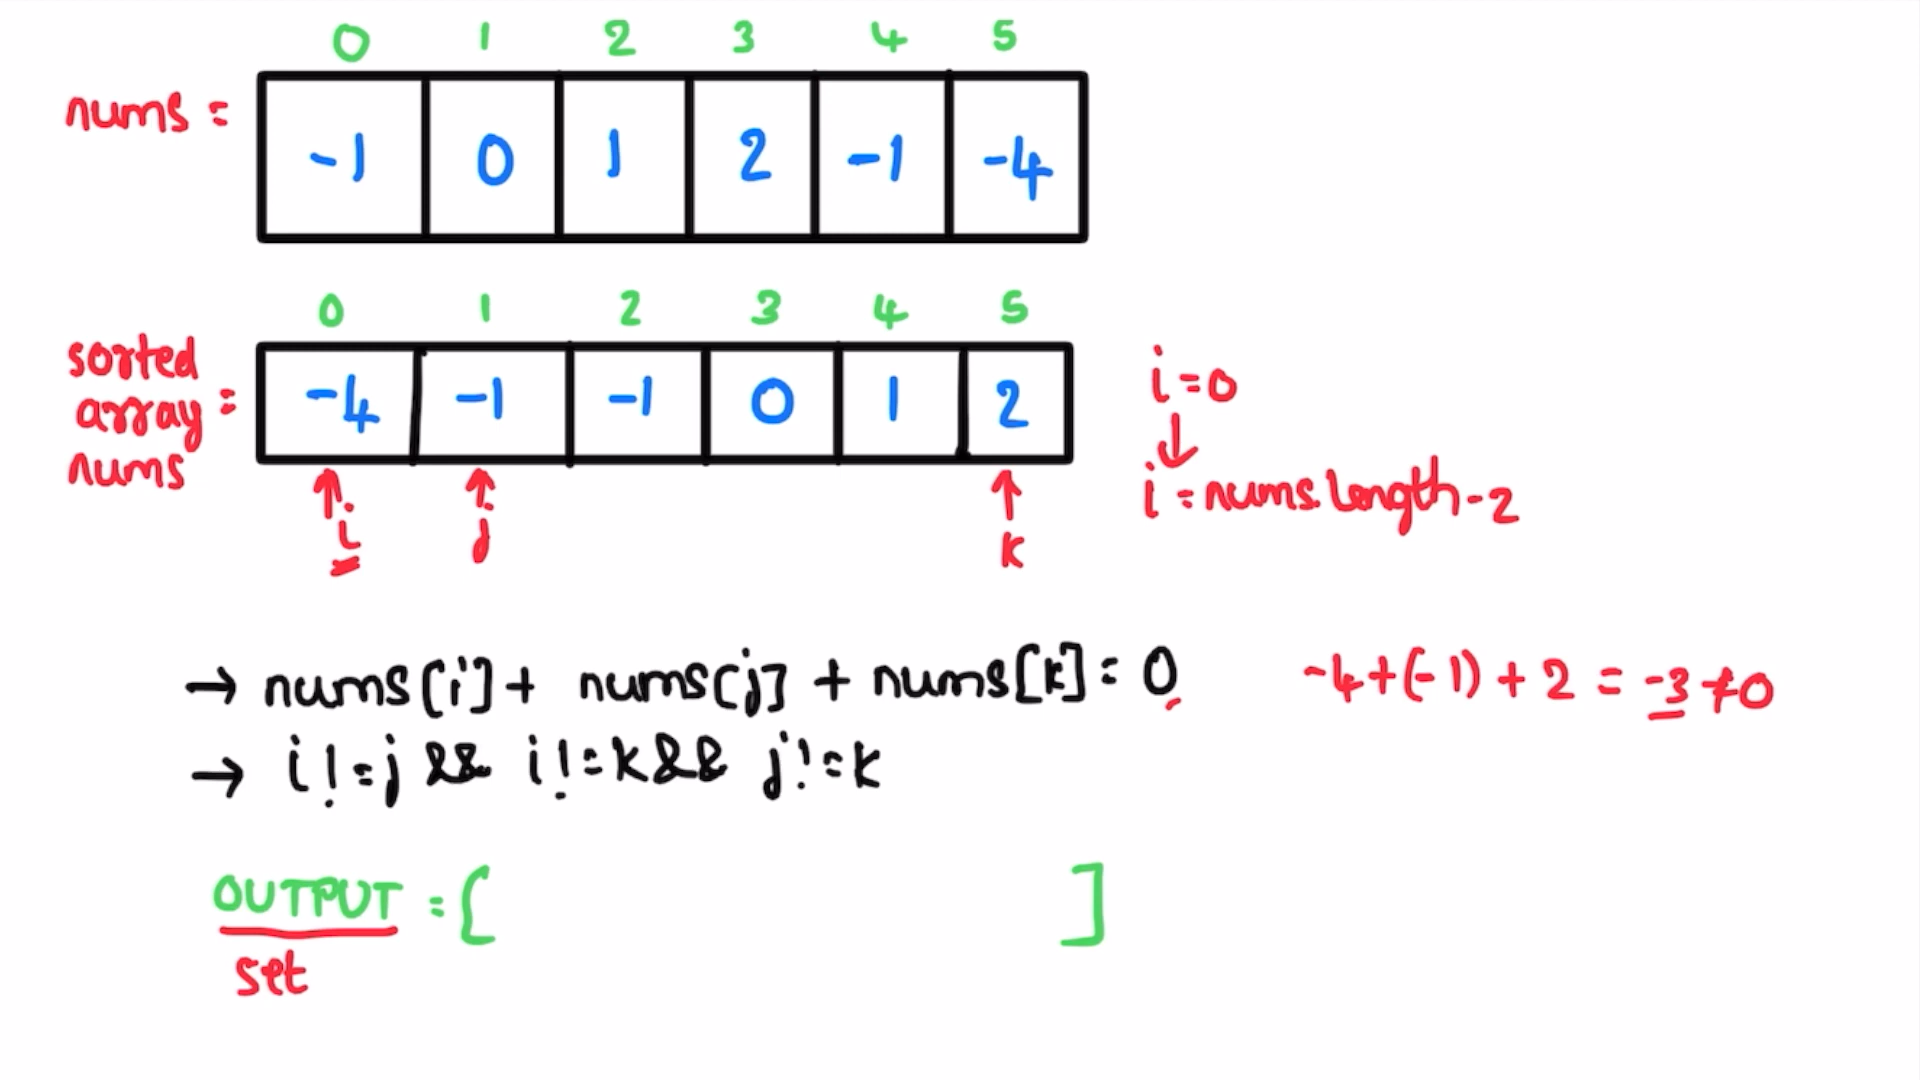 0 1 2 3 4 5
nums = -1 0 1 2 -1 -4
0 1 2 3 4 5
sorted array nums = -4 -1 -1 0 1 2
i j k
i = 0
↓
i = nums.length - 2
→ nums[i] + nums[j] + nums[k] = 0
-4 + (-1) + 2 = -3 ≠ 0
→ i != j && i != k && j != k
OUTPUT = [ ]
set